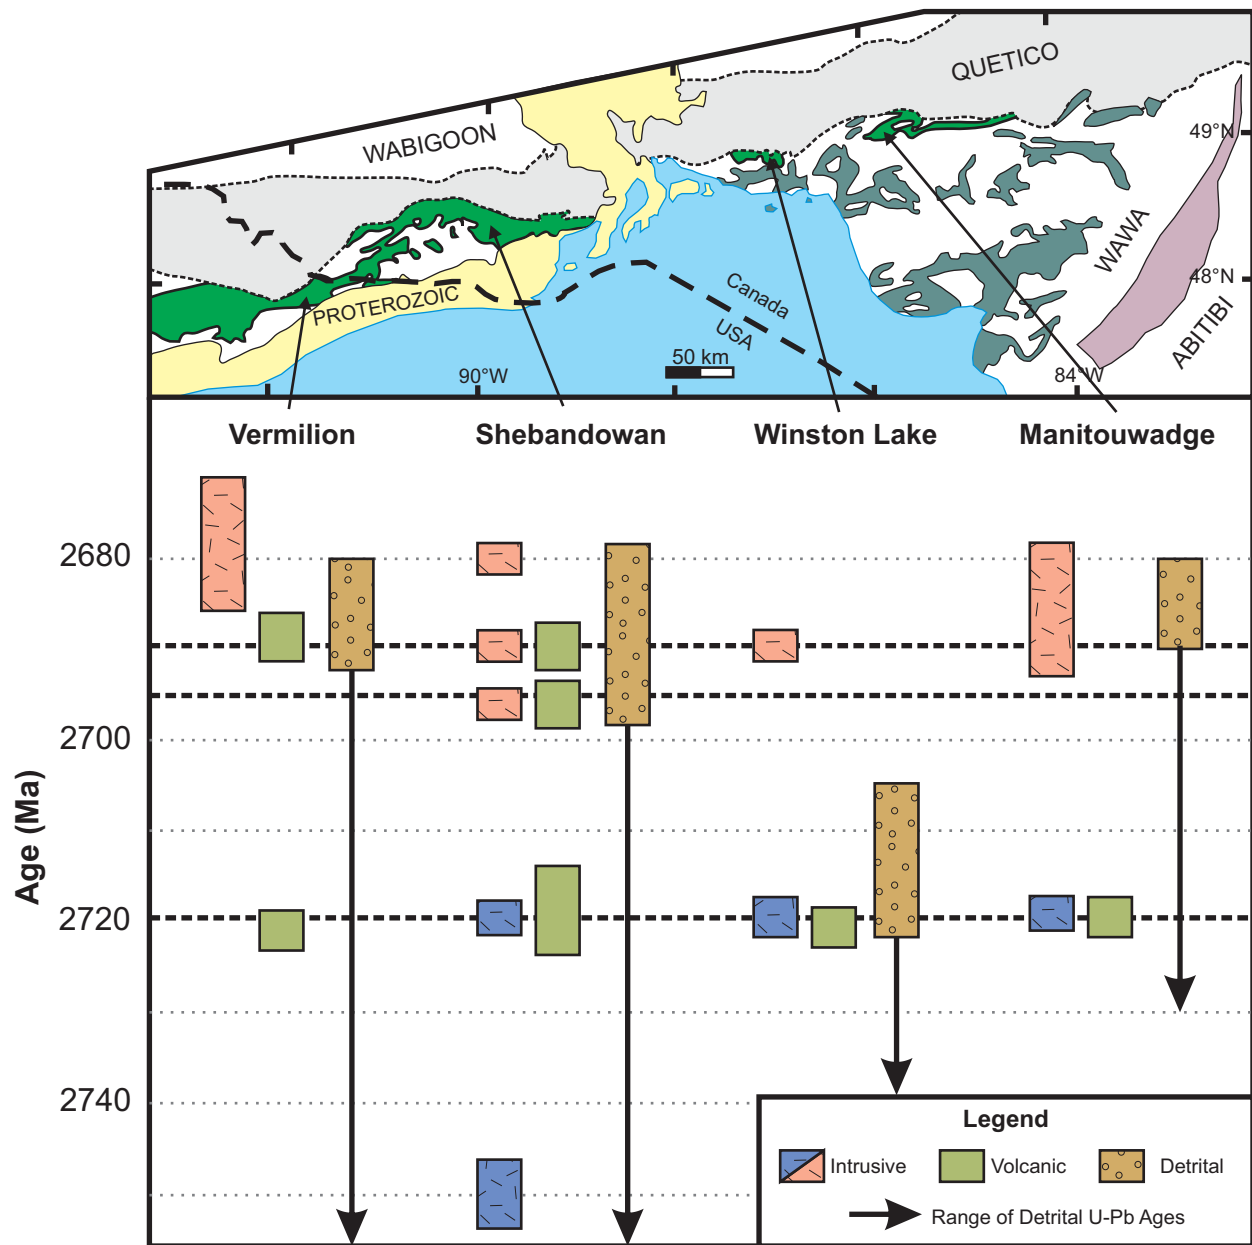 QUETICO
WABIGOON
49°N
WAWA
48°N
PROTEROZOIC
Canada
USA
ABITIBI
50 km
90°W
84°W
Vermilion
Shebandowan
Winston Lake
Manitouwadge
Age (Ma)
2680
2700
2720
2740
Legend
Intrusive
Volcanic
Detrital
Range of Detrital U-Pb Ages